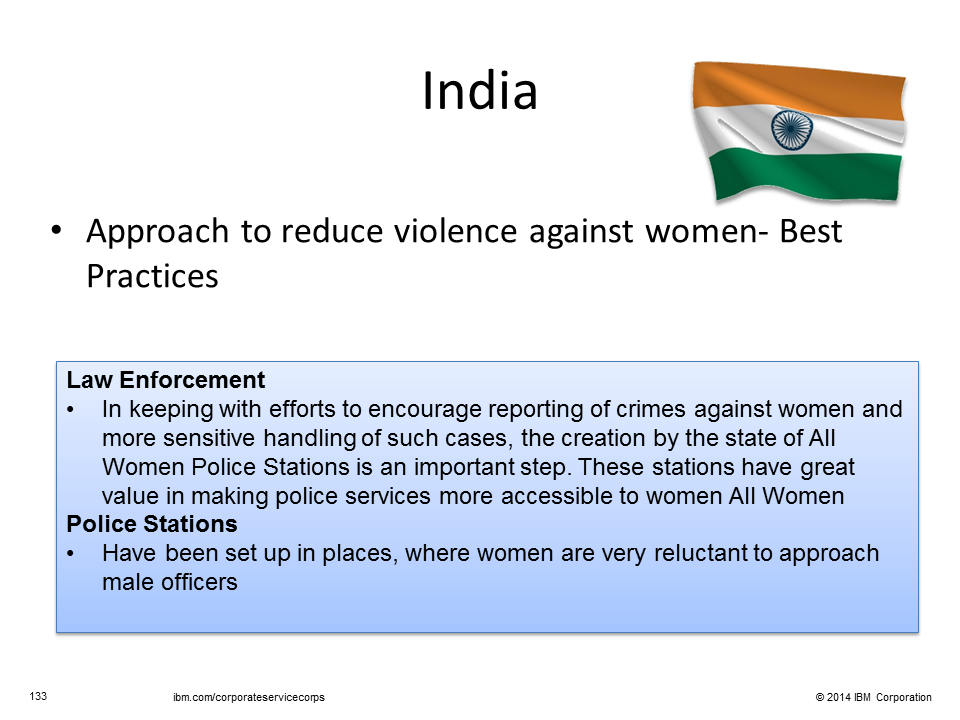 India
• Approach to reduce violence against women- Best
Practices
Law Enforcement
• In keeping with efforts to encourage reporting of crimes against women and
more sensitive handling of such cases, the creation by the state of All
Women Police Stations is an important step. These stations have great
value in making police services more accessible to women All Women
Police Stations
• Have been set up in places, where women are very reluctant to approach
male officers
133
ibm.com/corporateservicecorps
© 2014 IBM Corporation